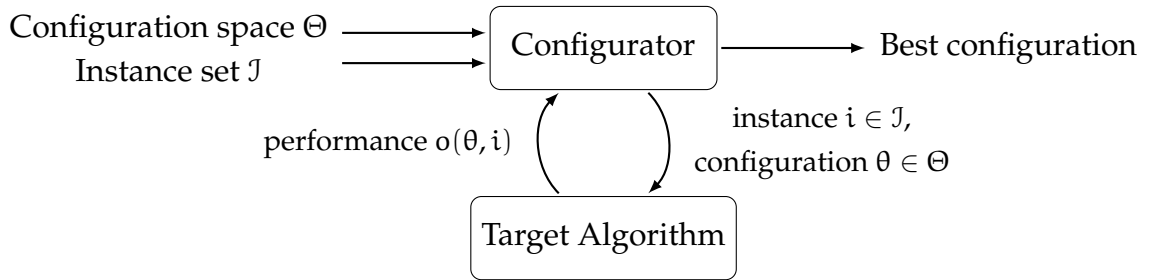 Configuration space Θ
Instance set ℐ
Configurator
Best configuration
performance o(θ, i)
instance i ∈ ℐ,
configuration θ ∈ Θ
Target Algorithm